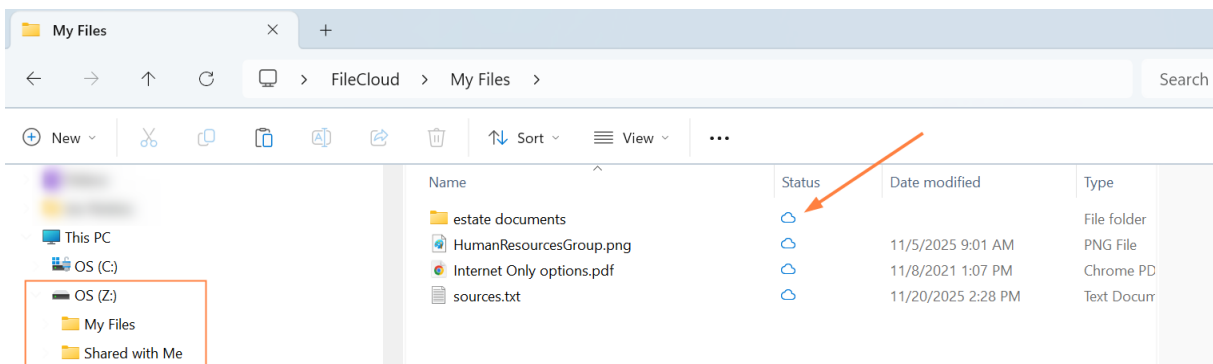 My Files
FileCloud > My Files >
Search
New
Sort
View
Name Status Date modified Type
estate documents File folder
HumanResourcesGroup.png 11/5/2025 9:01 AM PNG File
Internet Only options.pdf 11/8/2021 1:07 PM Chrome PD
sources.txt 11/20/2025 2:28 PM Text Docum
This PC
OS (C:)
OS (Z:)
My Files
Shared with Me